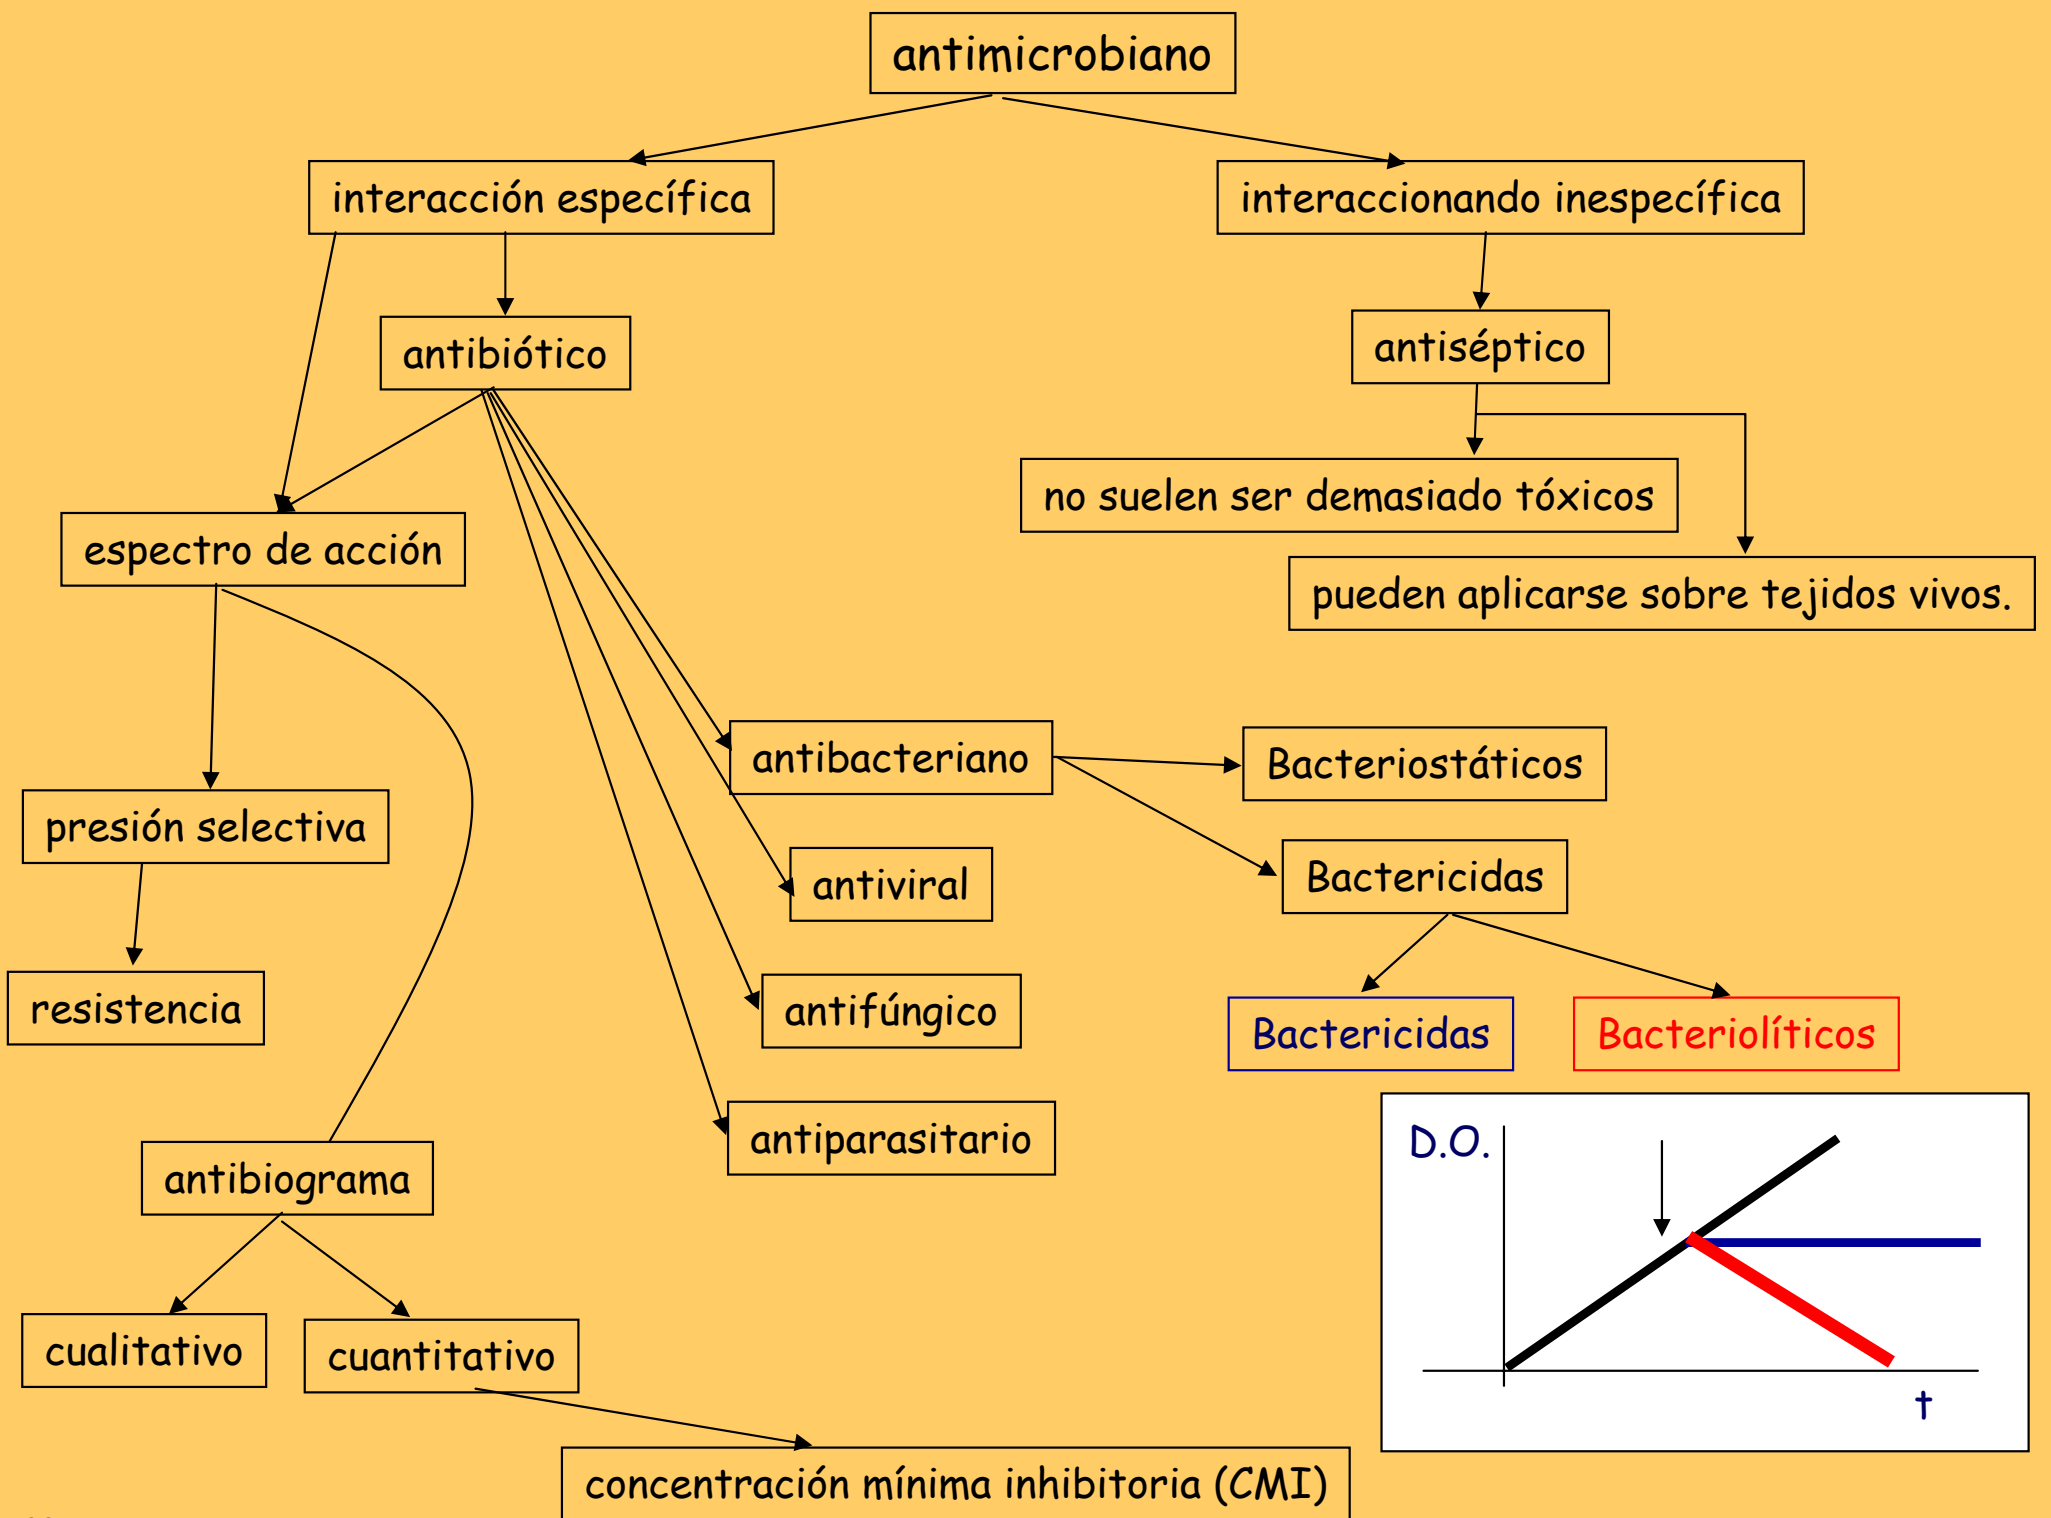 antimicrobiano
interacción específica
interaccionando inespecífica
antibiótico
antiséptico
no suelen ser demasiado tóxicos
espectro de acción
pueden aplicarse sobre tejidos vivos.
antibacteriano
Bacteriostáticos
presión selectiva
antiviral
Bactericidas
resistencia
antifúngico
Bactericidas
Bacteriolíticos
antiparasitario
D.O.
antibiograma
cualitativo
cuantitativo
t
concentración mínima inhibitoria (CMI)